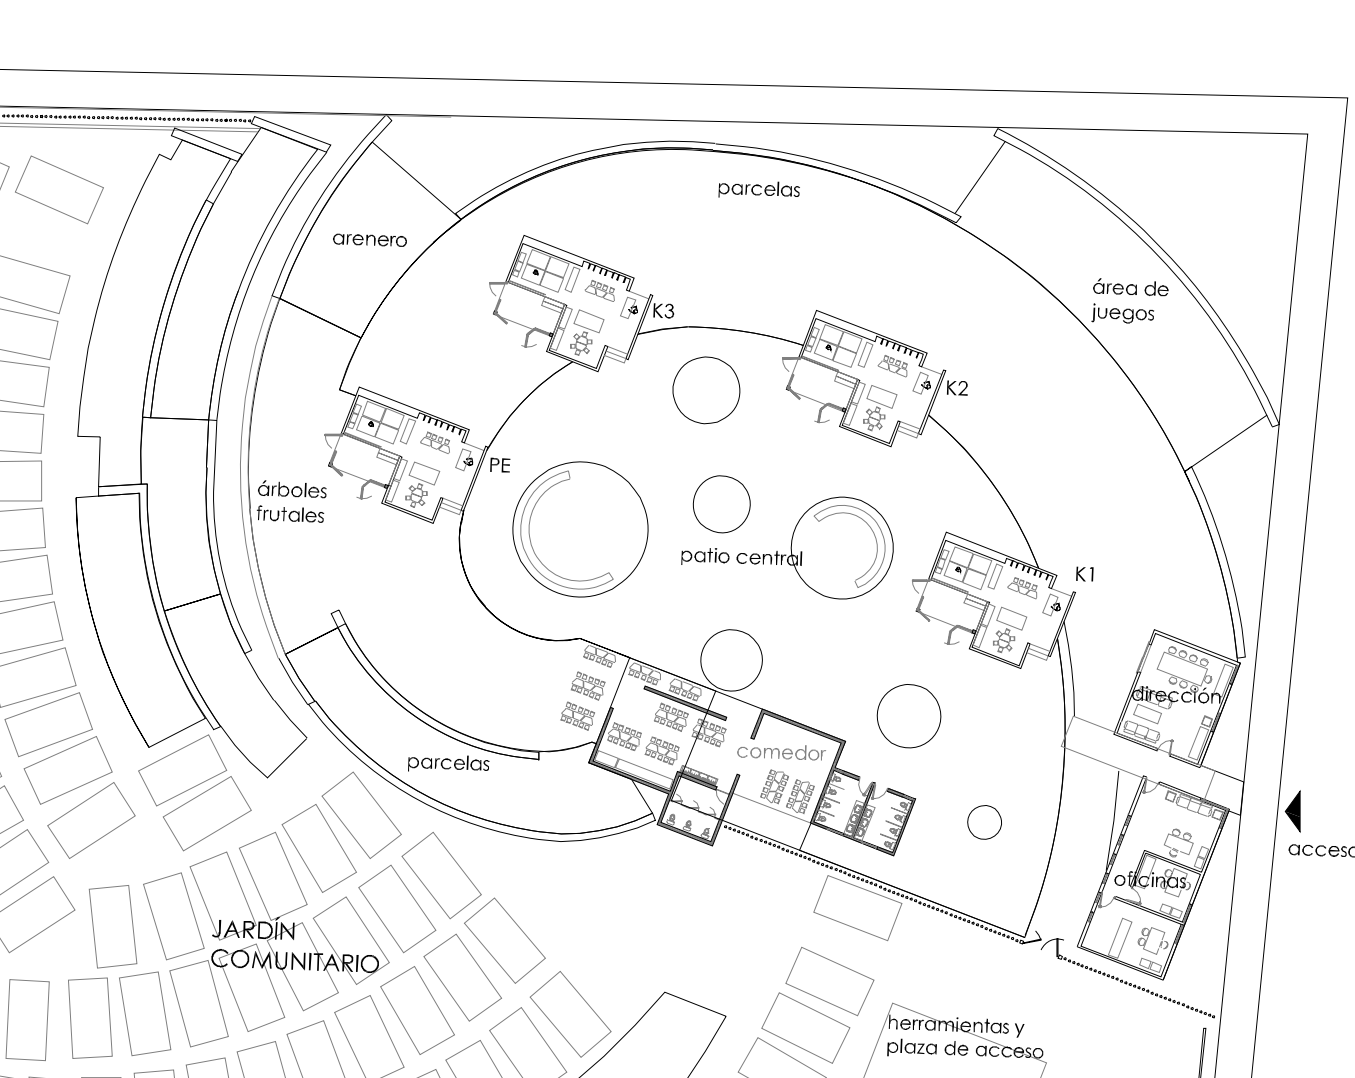 parcelas
arenero
área de
juegos
K3
K2
PE
árboles
frutales
patio central
K1
dirección
comedor
parcelas
acceso
oficinas
JARDÍN
COMUNITARIO
herramientas y
plaza de acceso